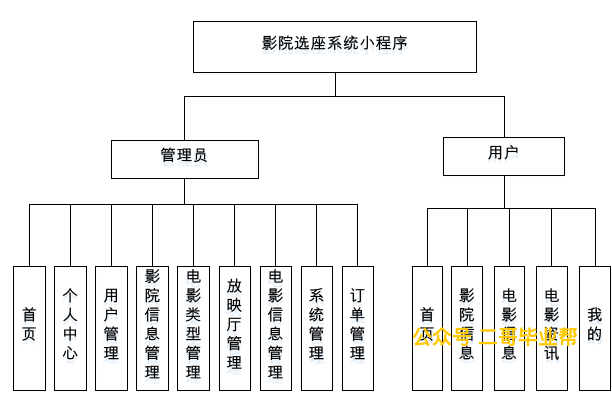 影院选座系统小程序
管理员
用户
首页
个人中心
用户管理
影院信息管理
电影类型管理
放映厅管理
电影信息管理
系统管理
订单管理
首页
影院信息
电影信息
电影资讯
我的
公众号 二哥毕业帮